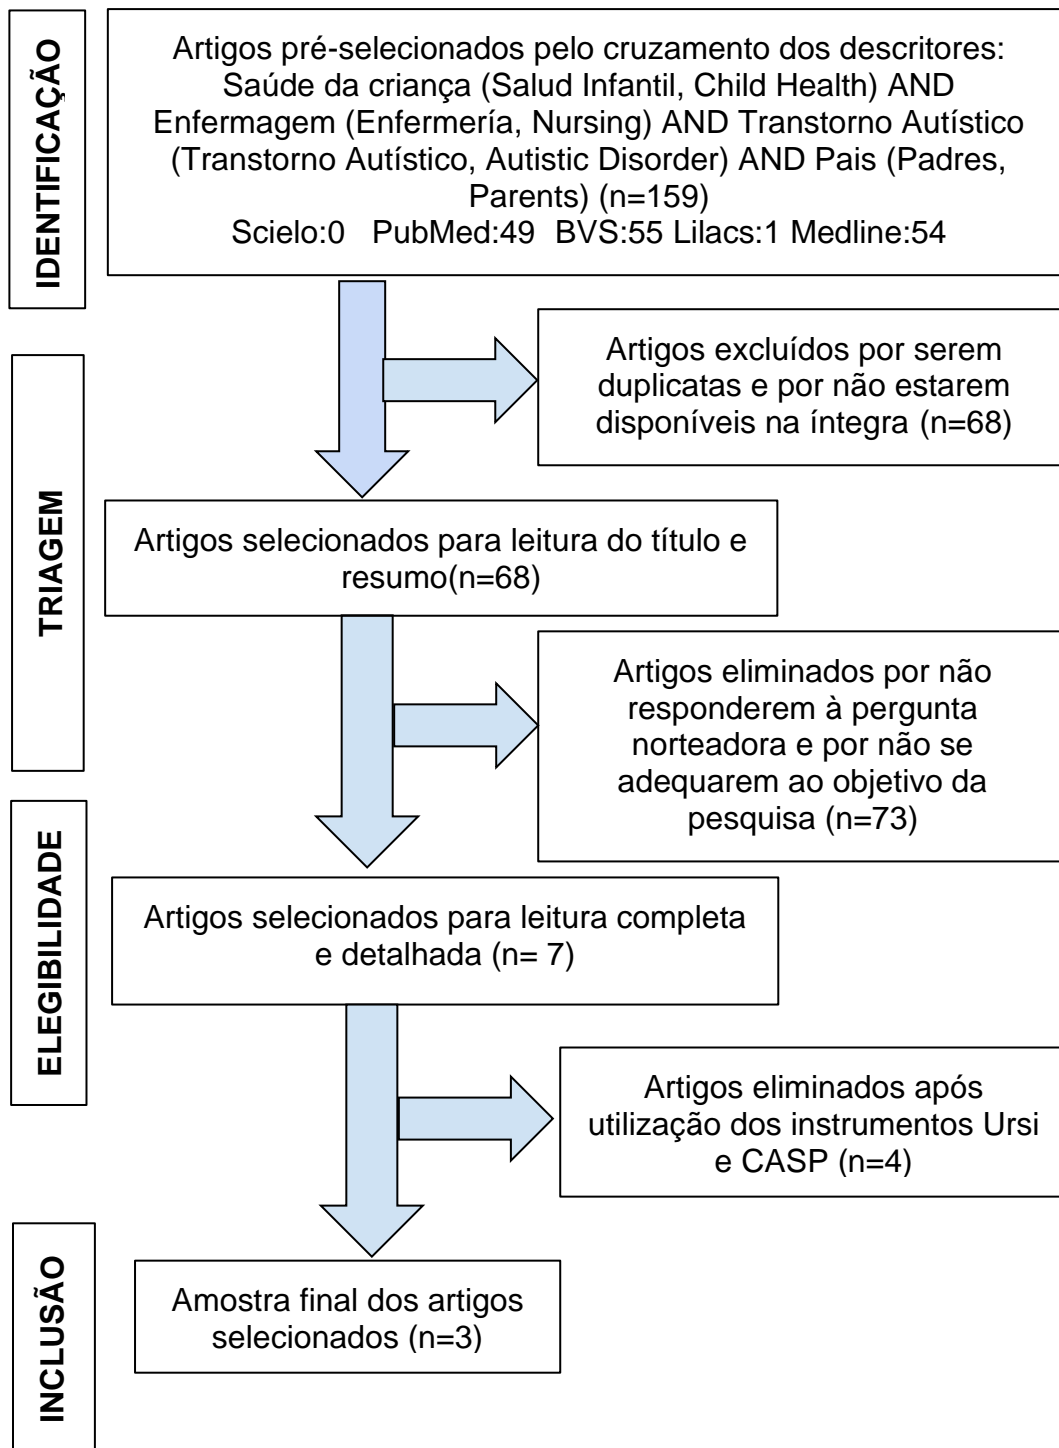 IDENTIFICAÇÃO
Artigos pré-selecionados pelo cruzamento dos descritores:
Saúde da criança (Salud Infantil, Child Health) AND
Enfermagem (Enfermería, Nursing) AND Transtorno Autístico
(Transtorno Autístico, Autistic Disorder) AND Pais (Padres,
Parents) (n=159)
Scielo:0 PubMed:49 BVS:55 Lilacs:1 Medline:54
Artigos excluídos por serem
duplicatas e por não estarem
disponíveis na íntegra (n=68)
TRIAGEM
Artigos selecionados para leitura do título e
resumo(n=68)
Artigos eliminados por não
responderem à pergunta
norteadora e por não se
adequarem ao objetivo da
pesquisa (n=73)
ELEGIBILIDADE
Artigos selecionados para leitura completa
e detalhada (n= 7)
Artigos eliminados após
utilização dos instrumentos Ursi
e CASP (n=4)
INCLUSÃO
Amostra final dos artigos
selecionados (n=3)